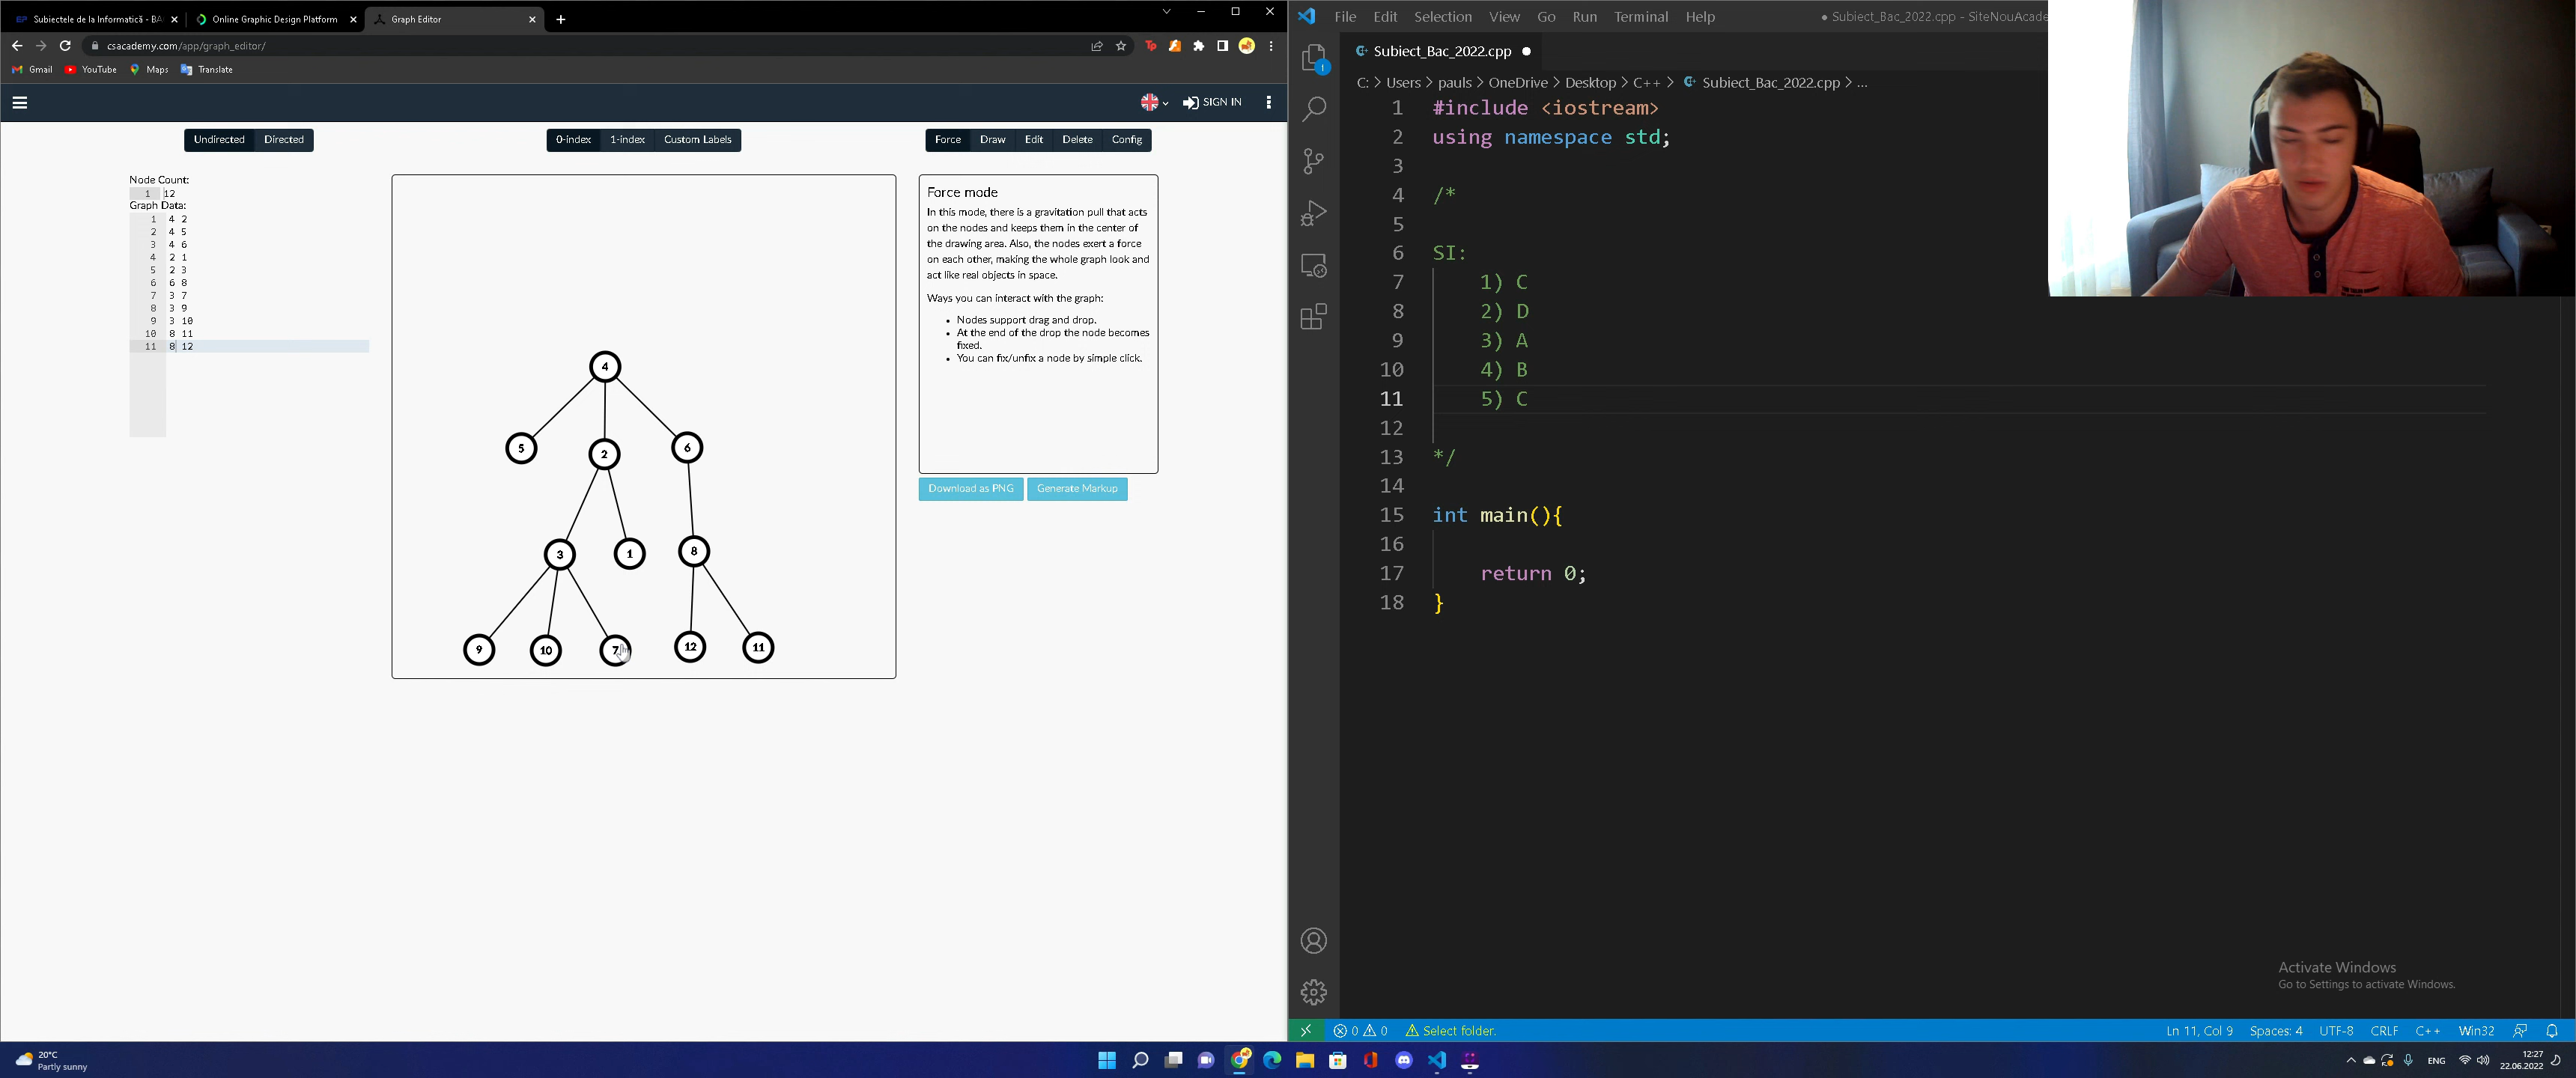 Subiectele de la Informatică - BA
Online Graphic Design Platform
Graph Editor
csacademy.com/app/graph_editor/
Gmail
YouTube
Maps
Translate
SIGN IN
Undirected
Directed
0-index
1-index
Custom Labels
Force
Draw
Edit
Delete
Config
Node Count:
1 12
Graph Data:
1 4 2
2 4 5
3 4 6
4 2 1
5 2 3
6 6 8
7 3 7
8 3 9
9 3 10
10 8 11
11 8 12
4
5
2
6
3
1
8
9
10
7
12
11
Force mode
In this mode, there is a gravitation pull that acts
on the nodes and keeps them in the center of
the drawing area. Also, the nodes exert a force
on each other, making the whole graph look and
act like real objects in space.
Ways you can interact with the graph:
• Nodes support drag and drop.
• At the end of the drop the node becomes
fixed.
• You can fix/unfix a node by simple click.
Download as PNG
Generate Markup
File Edit Selection View Go Run Terminal Help
● Subiect_Bac_2022.cpp - SiteNouAcade
Subiect_Bac_2022.cpp ●
C: > Users > pauls > OneDrive > Desktop > C++ > Subiect_Bac_2022.cpp > ...
1 #include <iostream>
2 using namespace std;
3
4 /*
5
6 SI:
7 1) C
8 2) D
9 3) A
10 4) B
11 5) C
12
13 */
14
15 int main(){
16
17 return 0;
18 }
1
Activate Windows
Go to Settings to activate Windows.
0 0 Select folder.
Ln 11, Col 9 Spaces: 4 UTF-8 CRLF C++ Win32
20°C
Partly sunny
ENG
12:27
22.06.2022